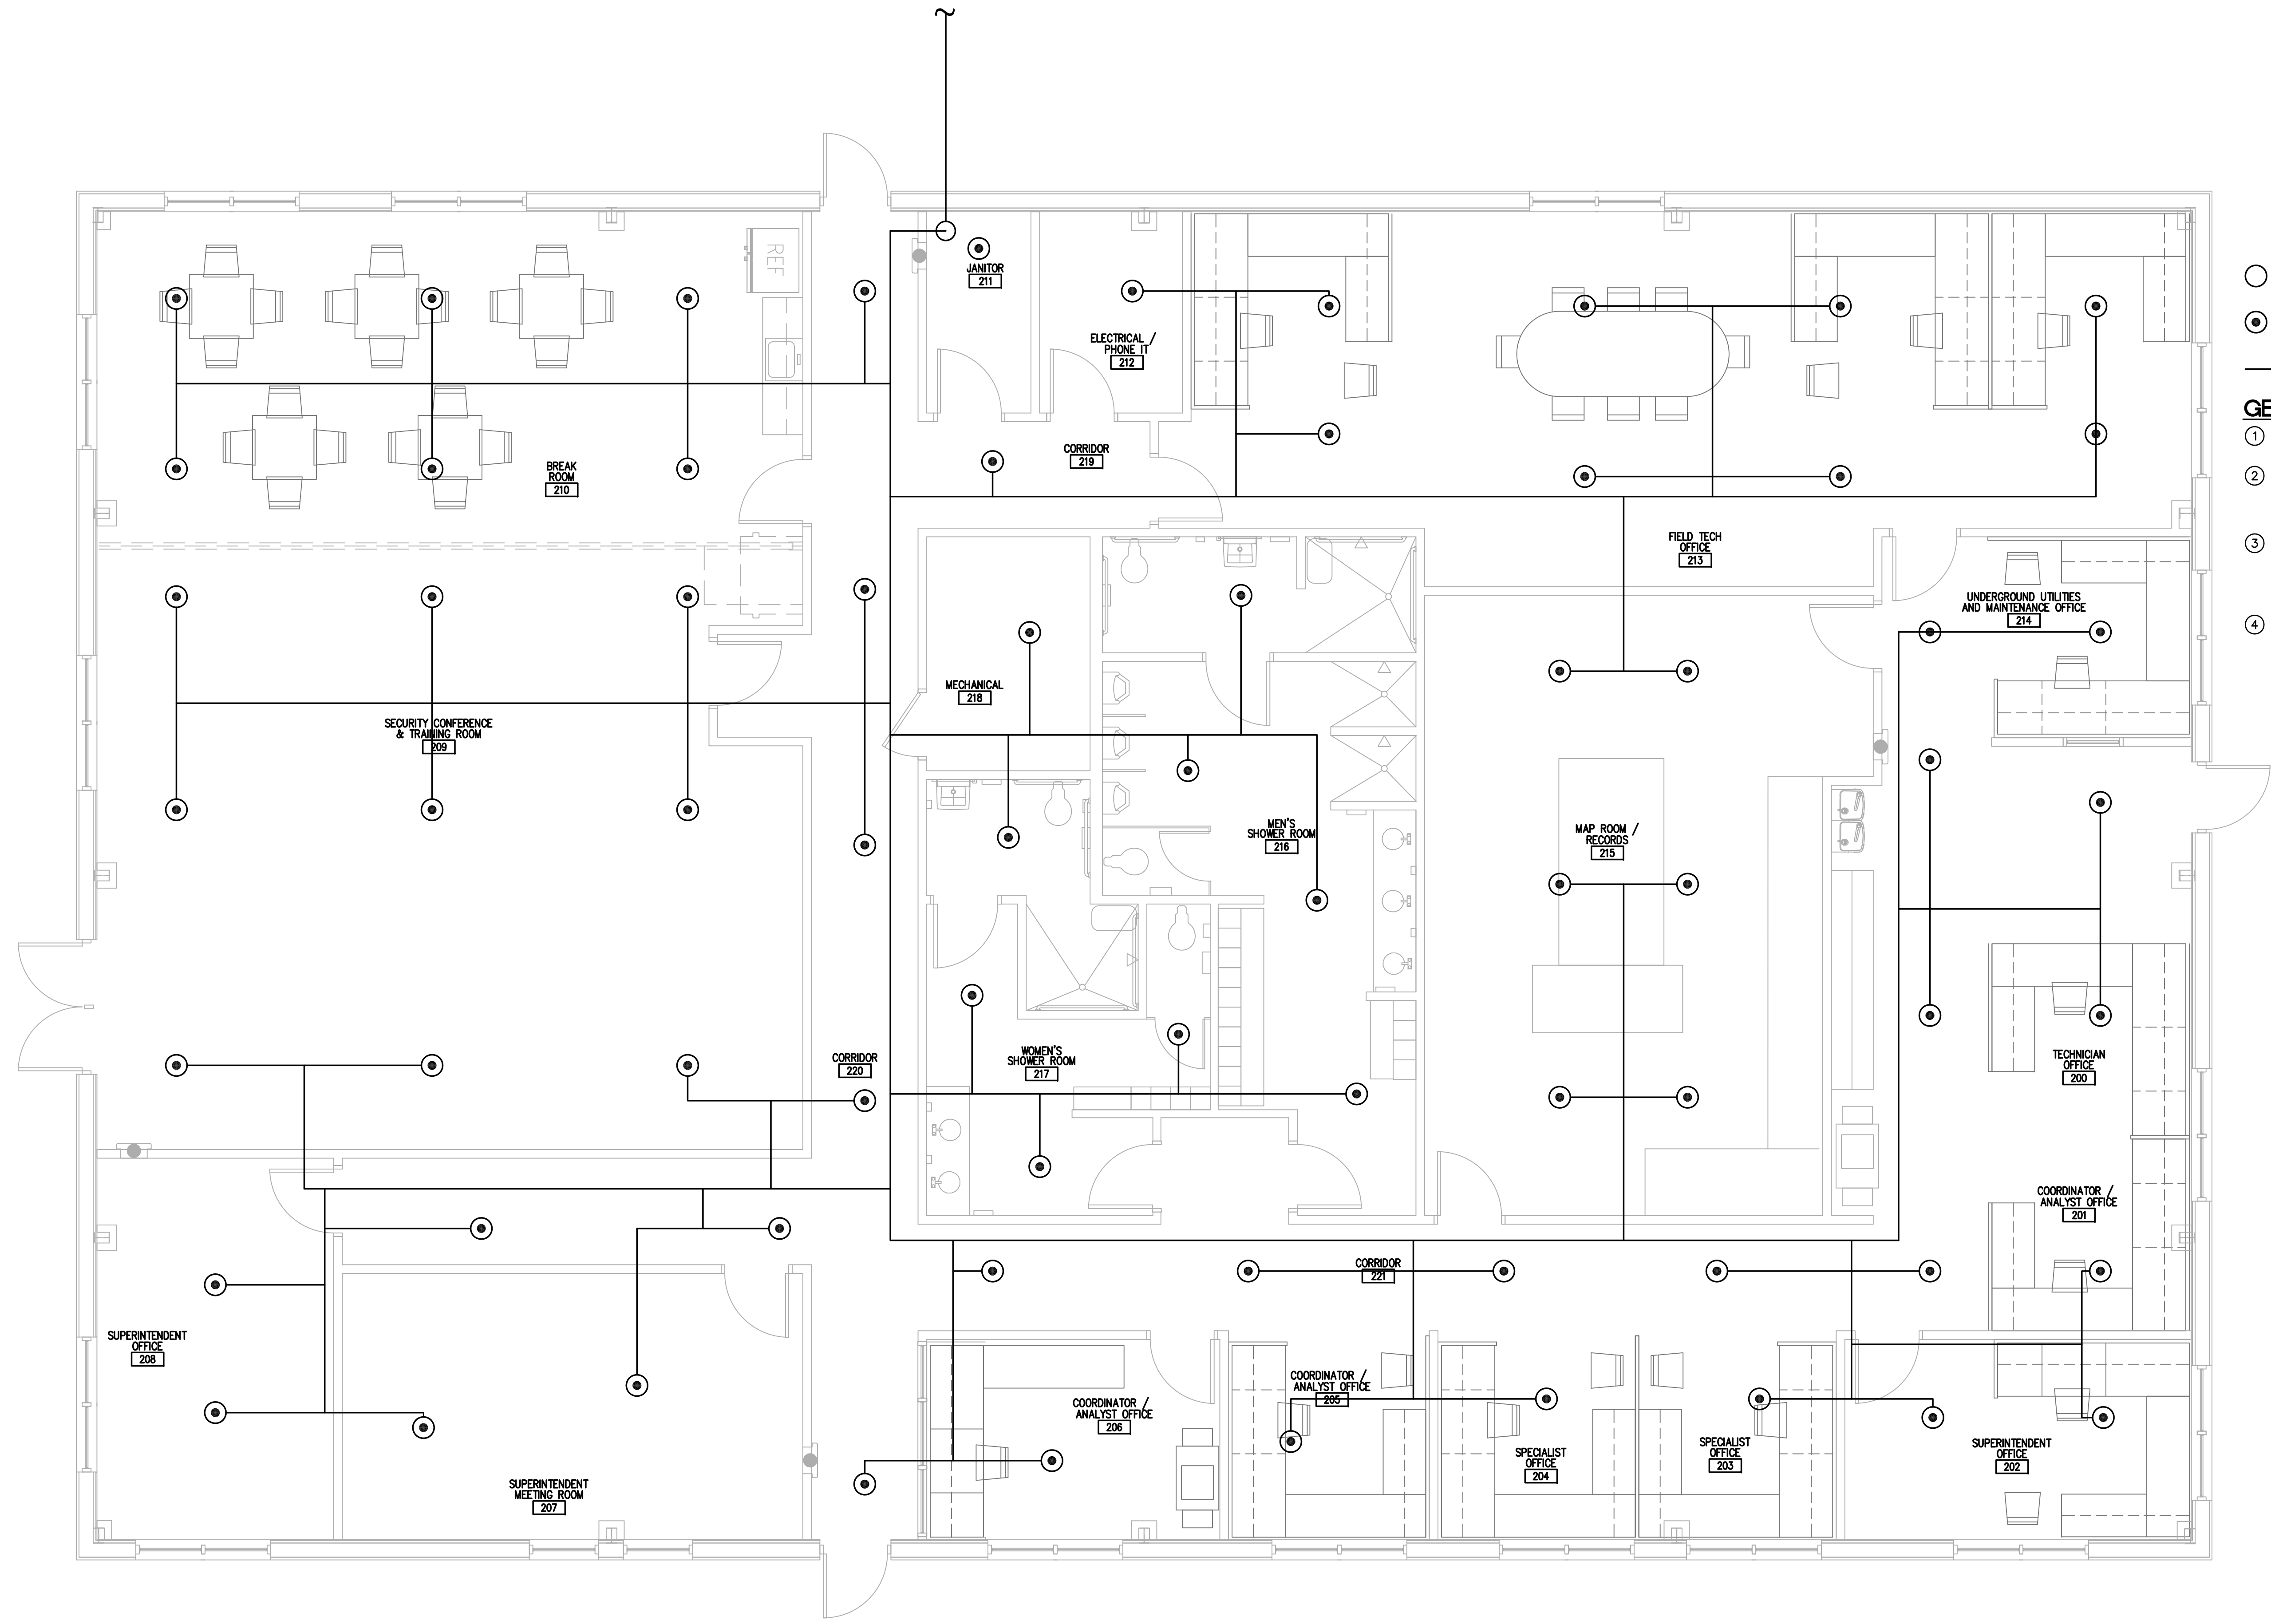 REF
JANITOR
211
ELECTRICAL /
PHONE IT
212
GE
1
CORRIDOR
219
BREAK
ROOM
210
2
FIELD TECH
OFFICE
213
3
UNDERGROUND UTILITIES
AND MAINTENANCE OFFICE
214
4
MECHANICAL
218
SECURITY CONFERENCE
& TRAINING ROOM
209
MEN'S
SHOWER ROOM
216
MAP ROOM /
RECORDS
215
WOMEN'S
SHOWER ROOM
217
CORRIDOR
220
TECHNICIAN
OFFICE
200
COORDINATOR /
ANALYST OFFICE
201
CORRIDOR
221
SUPERINTENDENT
OFFICE
208
COORDINATOR /
ANALYST OFFICE
205
COORDINATOR /
ANALYST OFFICE
206
SPECIALIST
OFFICE
203
SPECIALIST
OFFICE
204
SUPERINTENDENT
OFFICE
202
SUPERINTENDENT
MEETING ROOM
207